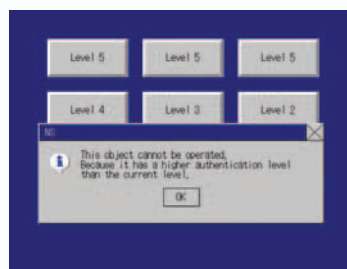 Level 5 Level 5 Level 5
Level 4 Level 3 Level 2
NS
This object cannot be operated,
Because it has a higher authentication level
than the current level.
OK